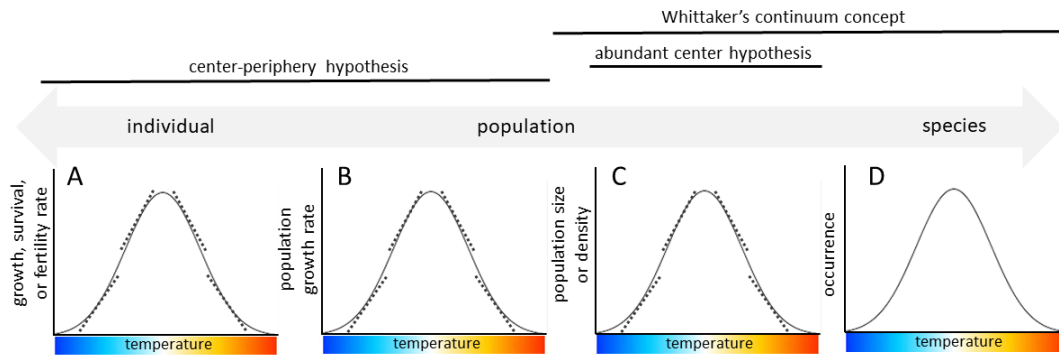 Whittaker's continuum concept
abundant center hypothesis
center-periphery hypothesis
individual
population
species
A
B
C
D
growth, survival,
or fertility rate
population
growth rate
population size
or density
occurrence
temperature
temperature
temperature
temperature